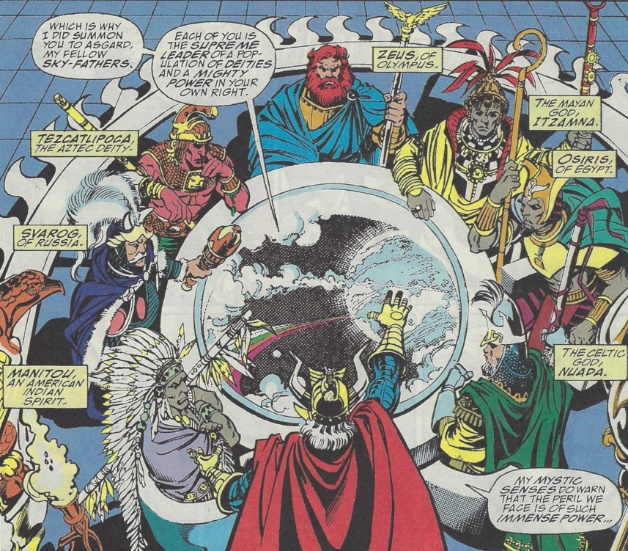 WHICH IS WHY
I DID SUMMON
YOU TO ASGARD,
MY FELLOW
SKY-FATHERS.
EACH OF YOU IS
THE SUPREME
LEADER OF A POP-
ULATION OF DEITIES
AND A MIGHTY
POWER IN YOUR
OWN RIGHT.
ZEUS, OF
OLYMPUS.
THE MAYAN
GOD,
ITZAMNA.
TEZCATLIPOCA
THE AZTEC DEITY-
OSIRIS,
OF EGYPT.
SVAROG,
OF RUSSIA.
THE CELTIC
GOD,
NUADA.
MANITOU,
AN AMERICAN
INDIAN
SPIRIT.
MY MYSTIC
SENSES DO WARN
THAT THE PERIL WE
FACE IS OF SUCH
IMMENSE POWER...